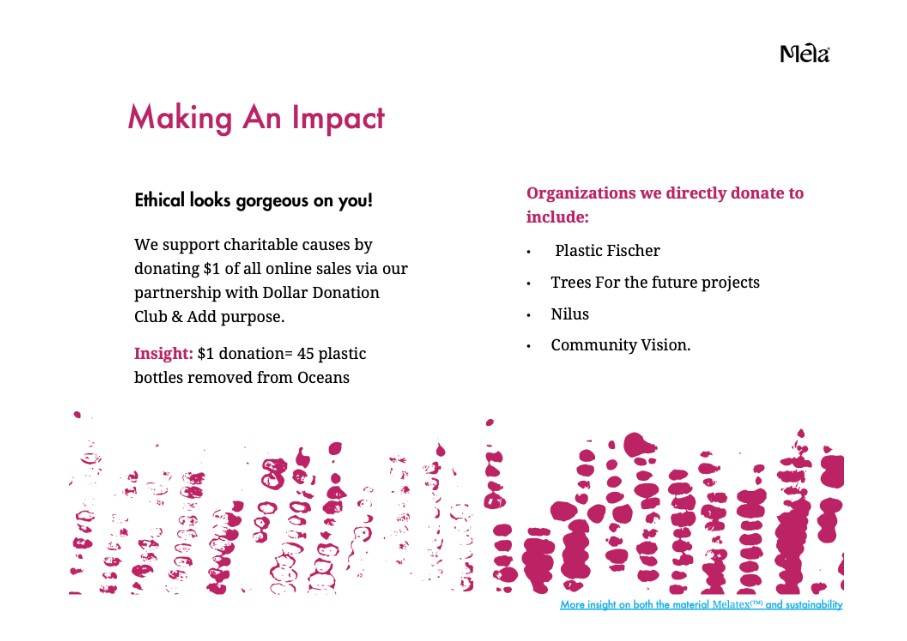 Mela
Making An Impact
Ethical looks gorgeous on you!
We support charitable causes by
donating $1 of all online sales via our
partnership with Dollar Donation
Club & Add purpose.
Insight: $1 donation= 45 plastic
bottles removed from Oceans
Organizations we directly donate to
include:
• Plastic Fischer
• Trees For the future projects
• Nilus
• Community Vision.
More insight on both the material Melatex(™) and sustainability